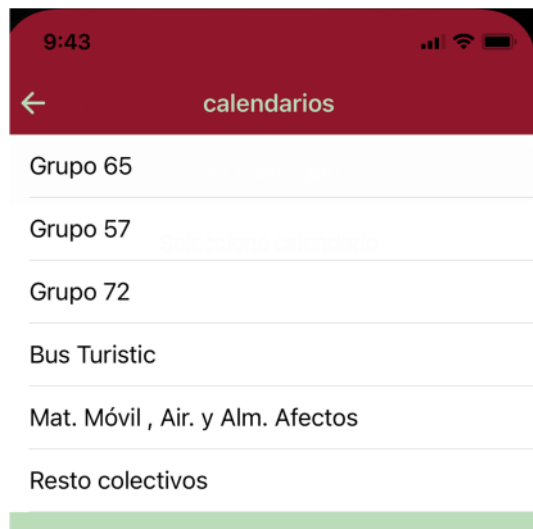 9:43
calendarios
Grupo 65
Grupo 57
Grupo 72
Bus Turistic
Mat. Móvil , Air. y Alm. Afectos
Resto colectivos